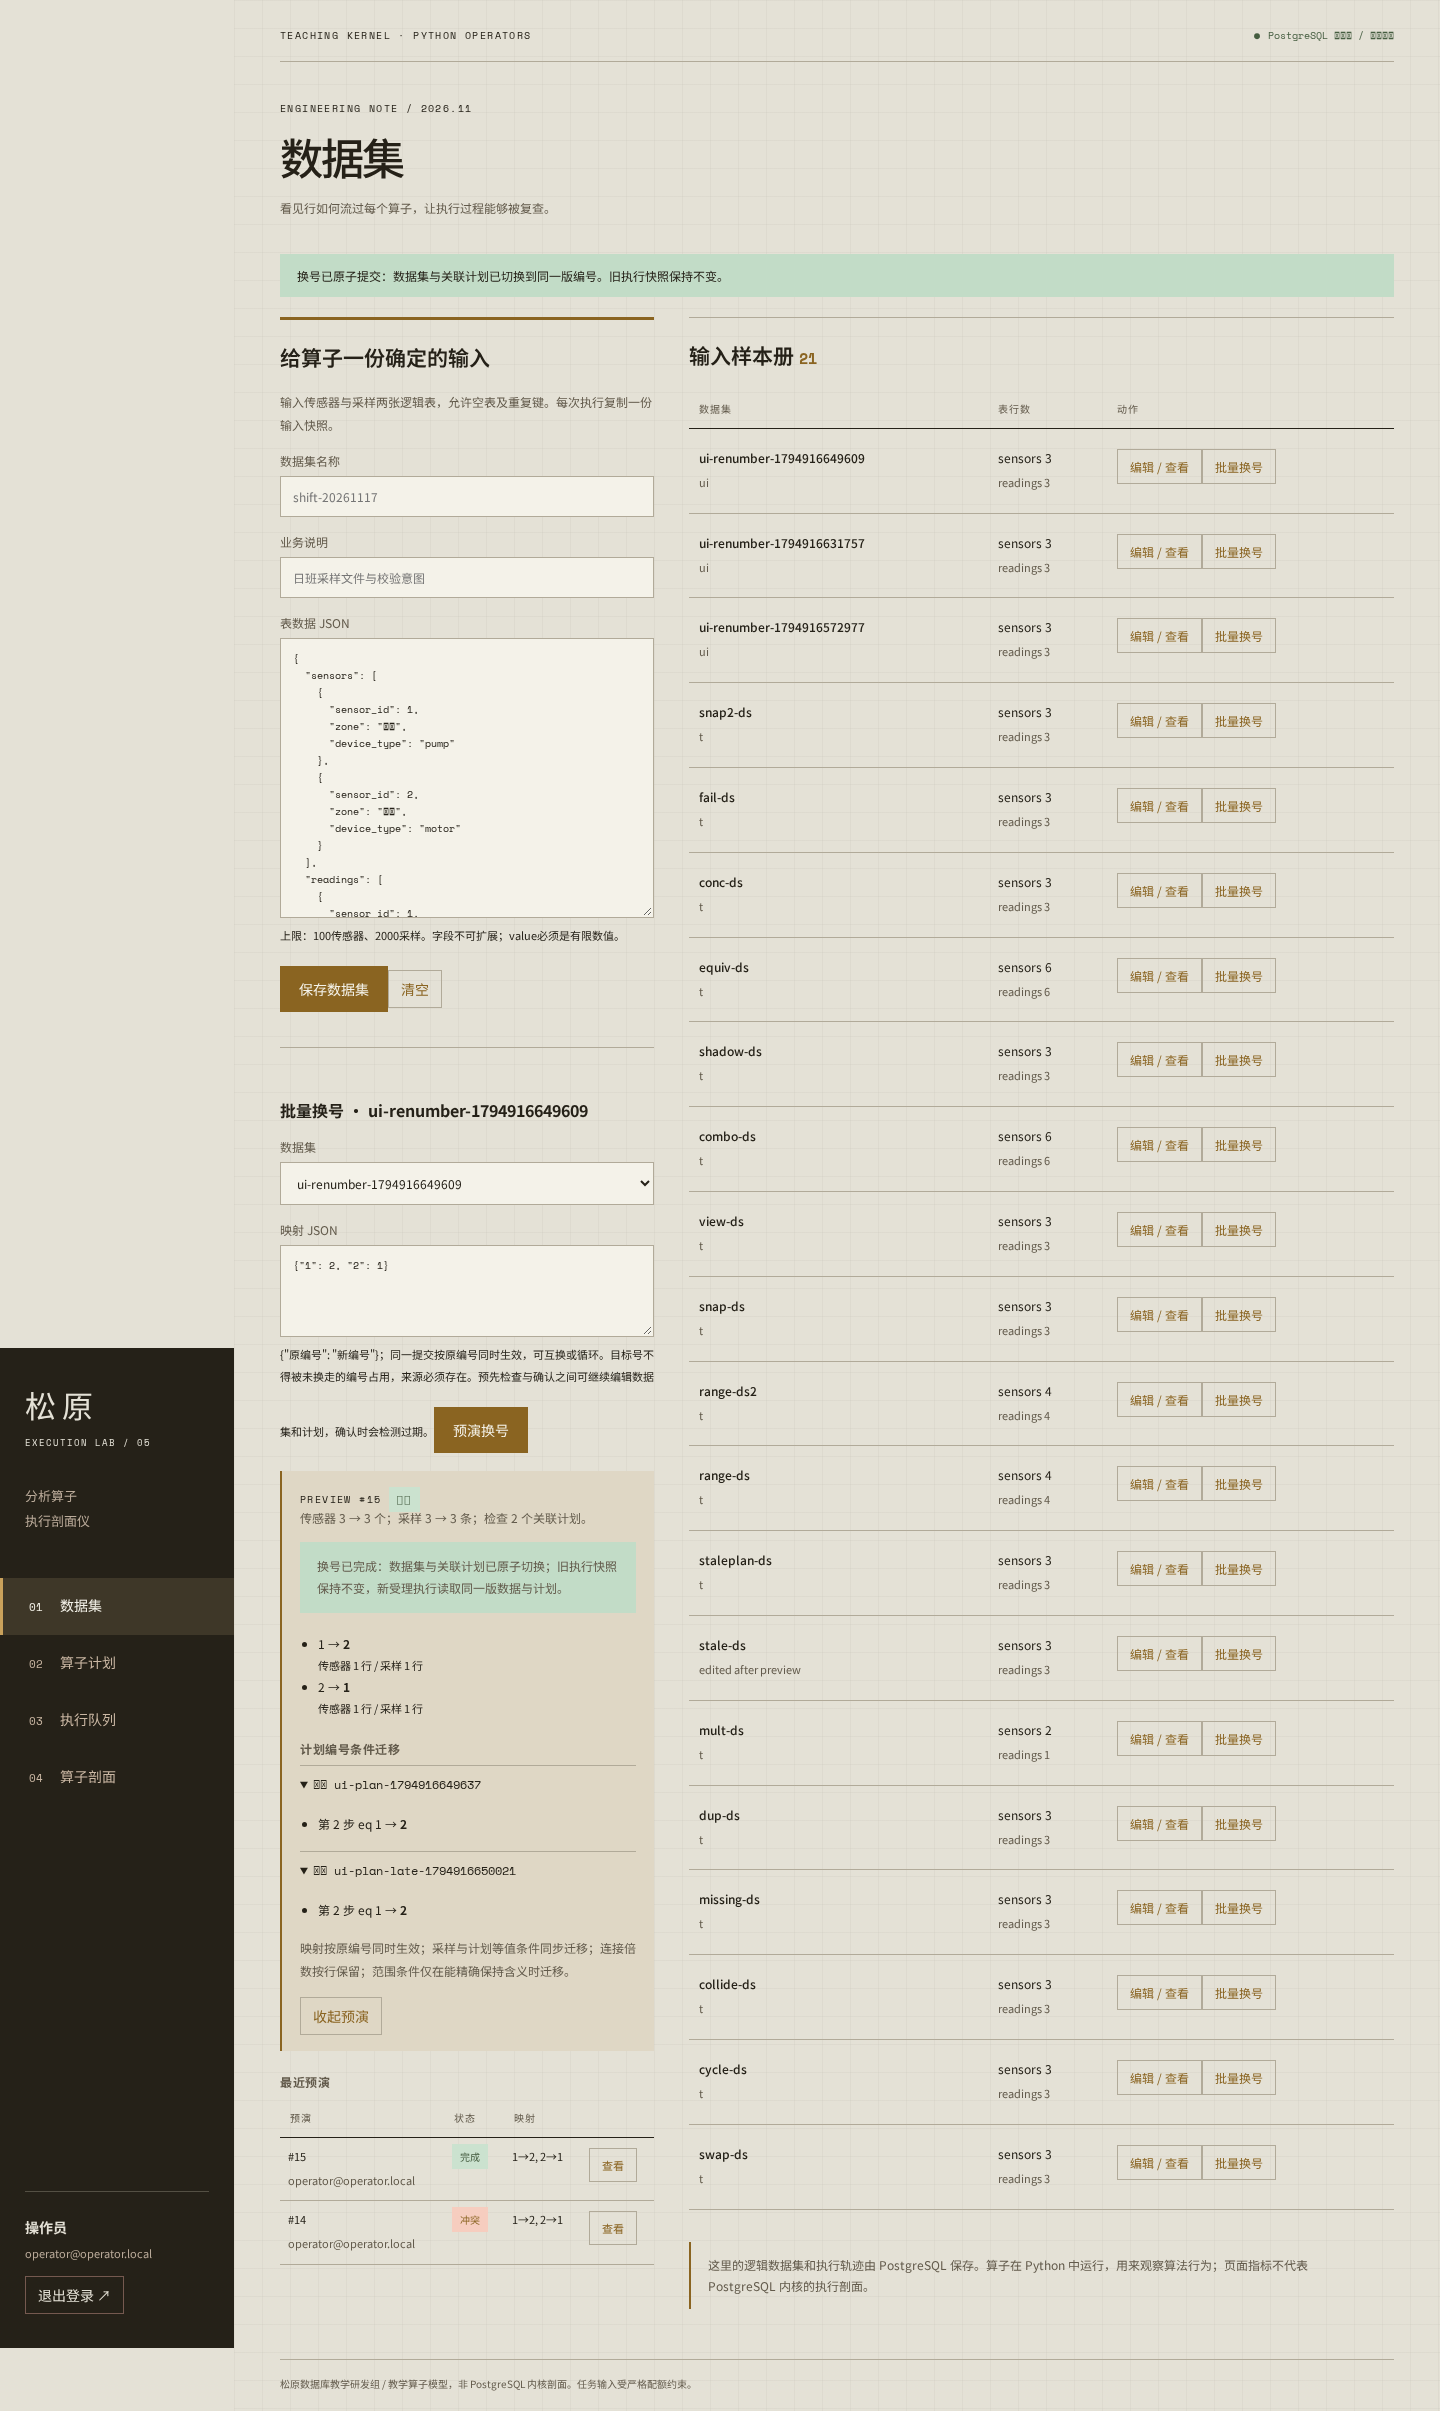 TEACHING KERNEL · PYTHON OPERATORS
● PostgreSQL /
ENGINEERING NOTE / 2026.11
数据集
看见行如何流过每个算子，让执行过程能够被复查。
换号已原子提交：数据集与关联计划已切换到同一版编号。旧执行快照保持不变。
给算子一份确定的输入
输入传感器与采样两张逻辑表，允许空表及重复键。每次执行复制一份
输入快照。
数据集名称
shift-20261117
业务说明
日班采样文件与校验意图
表数据 JSON
{
"sensors": [
{
"sensor_id": 1,
"zone": "",
"device_type": "pump"
},
{
"sensor_id": 2,
"zone": "",
"device_type": "motor"
}
],
"readings": [
{
"sensor_id": 1,
上限：100传感器、2000采样。字段不可扩展；value必须是有限数值。
保存数据集 清空
批量换号 · ui-renumber-1794916649609
数据集
ui-renumber-1794916649609
映射 JSON
{"1": 2, "2": 1}
{"原编号": "新编号"}；同一提交按原编号同时生效，可互换或循环。目标号不
得被未换走的编号占用，来源必须存在。预先检查与确认之间可继续编辑数据
集和计划，确认时会检测过期。 预演换号
PREVIEW #15
传感器 3 → 3 个；采样 3 → 3 条；检查 2 个关联计划。
换号已完成：数据集与关联计划已原子切换；旧执行快照
保持不变，新受理执行读取同一版数据与计划。
1 → 2
传感器 1 行 / 采样 1 行
2 → 1
传感器 1 行 / 采样 1 行
计划编号条件迁移
▼ ui-plan-1794916649637
第 2 步 eq 1 → 2
▼ ui-plan-late-1794916650021
第 2 步 eq 1 → 2
映射按原编号同时生效；采样与计划等值条件同步迁移；连接倍
数按行保留；范围条件仅在能精确保持含义时迁移。
收起预演
最近预演
预演 状态 映射
#15 完成 1→2, 2→1 查看
operator@operator.local
#14 冲突 1→2, 2→1 查看
operator@operator.local
输入样本册 21
数据集 表行数 动作
ui-renumber-1794916649609 sensors 3 编辑 / 查看 批量换号
ui readings 3
ui-renumber-1794916631757 sensors 3 编辑 / 查看 批量换号
ui readings 3
ui-renumber-1794916572977 sensors 3 编辑 / 查看 批量换号
ui readings 3
snap2-ds sensors 3 编辑 / 查看 批量换号
t readings 3
fail-ds sensors 3 编辑 / 查看 批量换号
t readings 3
conc-ds sensors 3 编辑 / 查看 批量换号
t readings 3
equiv-ds sensors 6 编辑 / 查看 批量换号
t readings 6
shadow-ds sensors 3 编辑 / 查看 批量换号
t readings 3
combo-ds sensors 6 编辑 / 查看 批量换号
t readings 6
view-ds sensors 3 编辑 / 查看 批量换号
t readings 3
snap-ds sensors 3 编辑 / 查看 批量换号
t readings 3
range-ds2 sensors 4 编辑 / 查看 批量换号
t readings 4
range-ds sensors 4 编辑 / 查看 批量换号
t readings 4
staleplan-ds sensors 3 编辑 / 查看 批量换号
t readings 3
stale-ds sensors 3 编辑 / 查看 批量换号
edited after preview readings 3
mult-ds sensors 2 编辑 / 查看 批量换号
t readings 1
dup-ds sensors 3 编辑 / 查看 批量换号
t readings 3
missing-ds sensors 3 编辑 / 查看 批量换号
t readings 3
collide-ds sensors 3 编辑 / 查看 批量换号
t readings 3
cycle-ds sensors 3 编辑 / 查看 批量换号
t readings 3
swap-ds sensors 3 编辑 / 查看 批量换号
t readings 3
这里的逻辑数据集和执行轨迹由 PostgreSQL 保存。算子在 Python 中运行，用来观察算法行为；页面指标不代表
PostgreSQL 内核的执行剖面。
松原
EXECUTION LAB / 05
分析算子
执行剖面仪
01 数据集
02 算子计划
03 执行队列
04 算子剖面
操作员
operator@operator.local
退出登录 ↗
松原数据库教学研发组 / 教学算子模型，非 PostgreSQL 内核剖面。任务输入受严格配额约束。